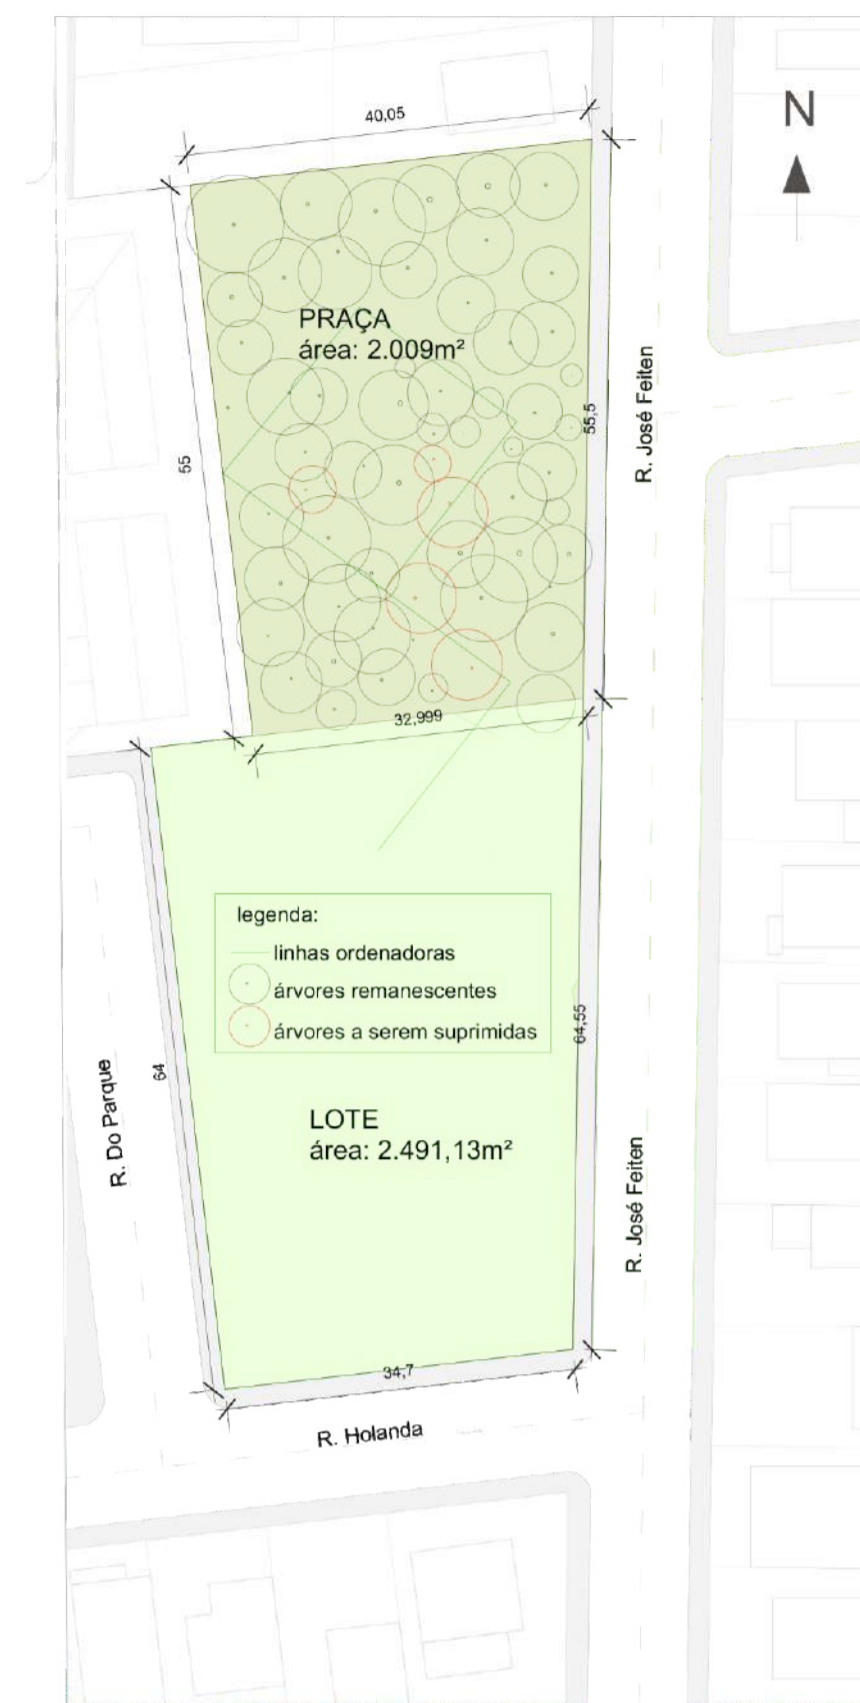 40,05
N
PRAÇA
área: 2.009m²
R. José Feiten
55,5
55
32,999
legenda:
linhas ordenadoras
árvores remanescentes
árvores a serem suprimidas
64,55
64
R. Do Parque
LOTE
área: 2.491,13m²
R. José Feiten
34,7
R. Holanda